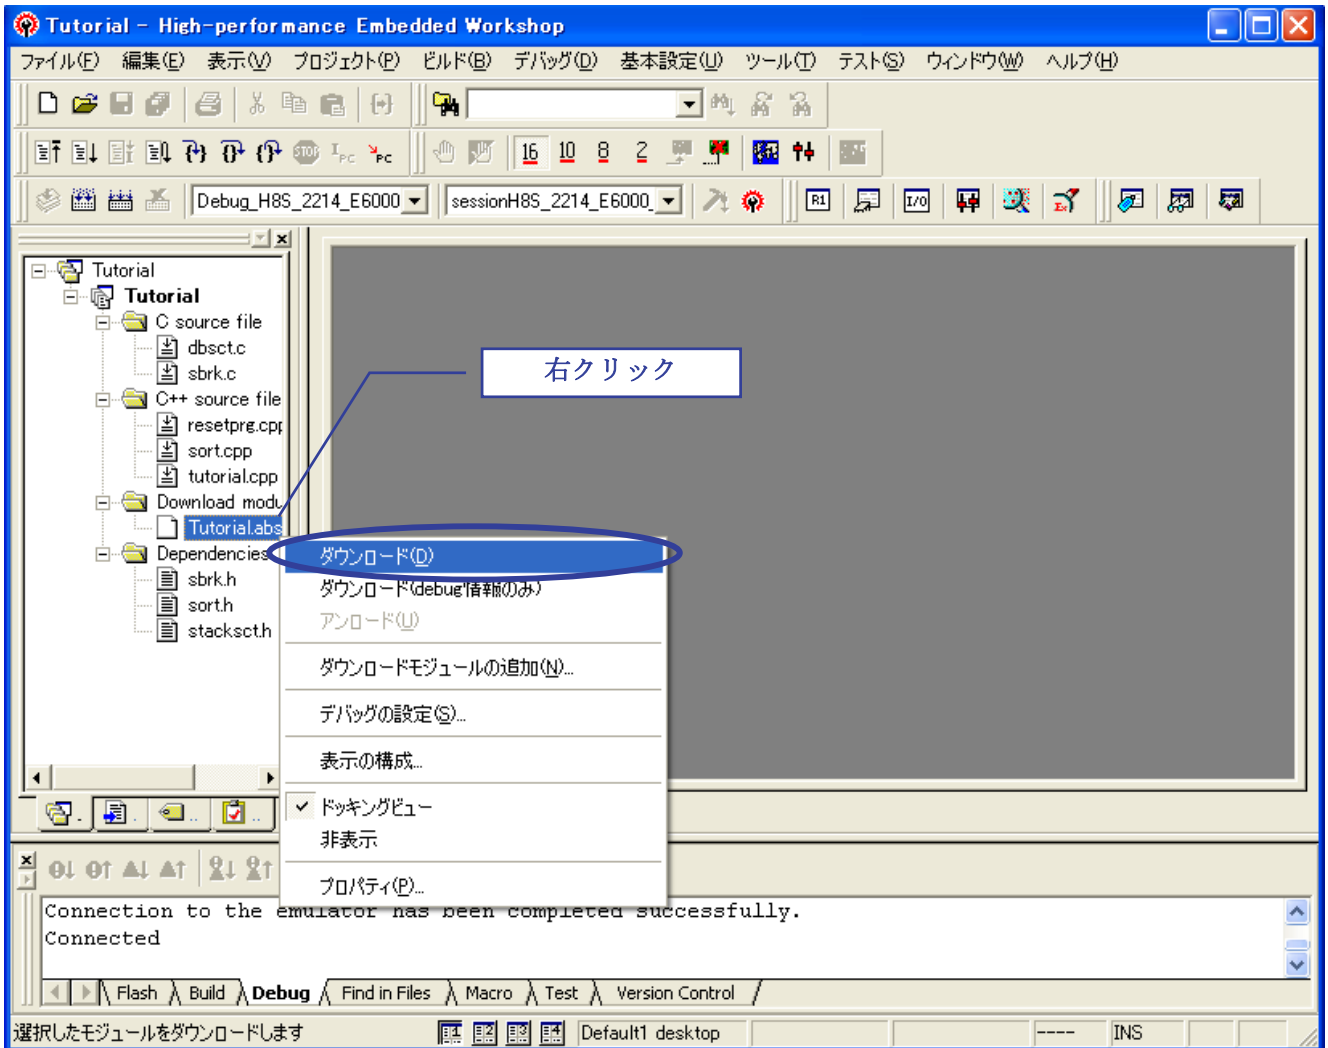 Tutorial - High-performance Embedded Workshop
ファイル(F) 編集(E) 表示(V) プロジェクト(P) ビルド(B) デバッグ(D) 基本設定(U) ツール(T) テスト(S) ウィンドウ(W) ヘルプ(H)
STOP PC PC 16 10 8 2
Debug_H8S_2214_E6000 sessionH8S_2214_E6000_ R1 I/O Ex
Tutorial
Tutorial
C source file
dbsct.c
sbrk.c
C++ source file
resetprg.cpp
sort.cpp
tutorial.cpp
Download modu
Tutorial.abs
Dependencies
sbrk.h
sort.h
stacksct.h
右クリック
ダウンロード(D)
ダウンロード(debug情報のみ)
アンロード(U)
ダウンロードモジュールの追加(N)...
デバッグの設定(S)...
表示の構成...
ドッキングビュー
非表示
プロパティ(P)...
Connection to the emulator has been completed successfully.
Connected
Flash Build Debug Find in Files Macro Test Version Control
選択したモジュールをダウンロードします 1 2 3 4 Default1 desktop ---- INS